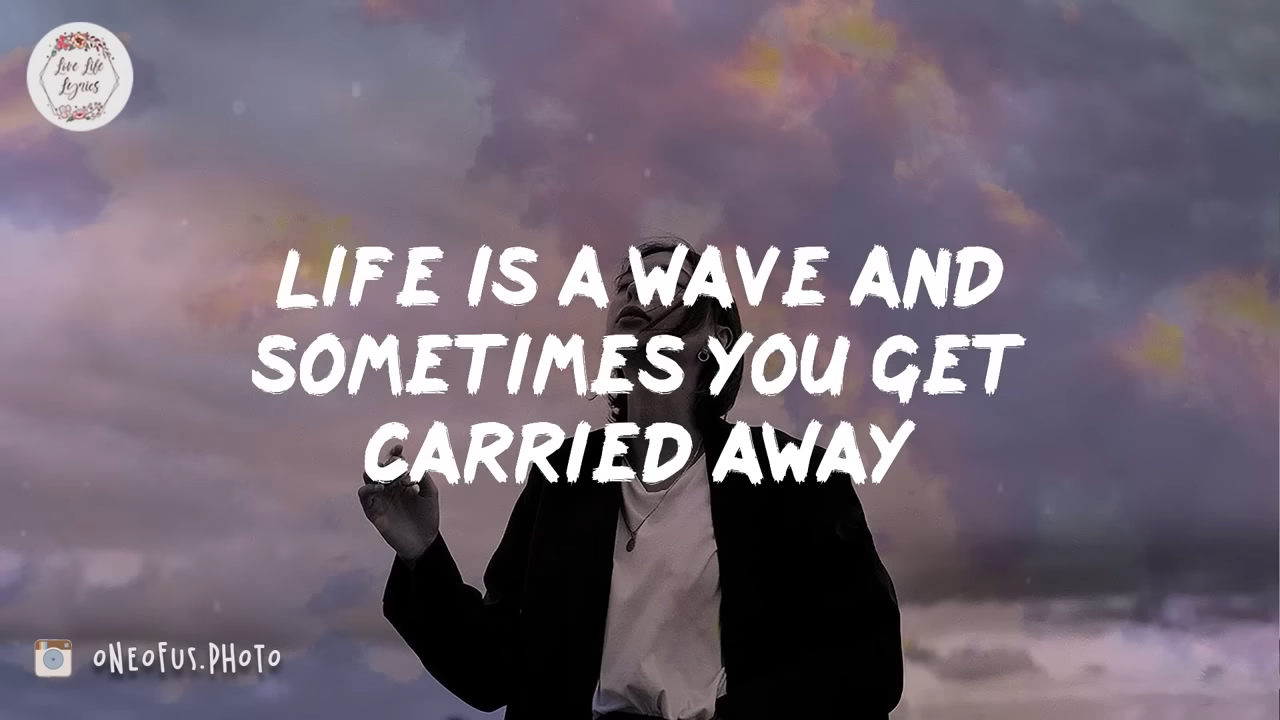 Love Life
Lyrics
LIFE IS A WAVE AND
SOMETIMES YOU GET
CARRIED AWAY
oNEoFUS.PHoTo